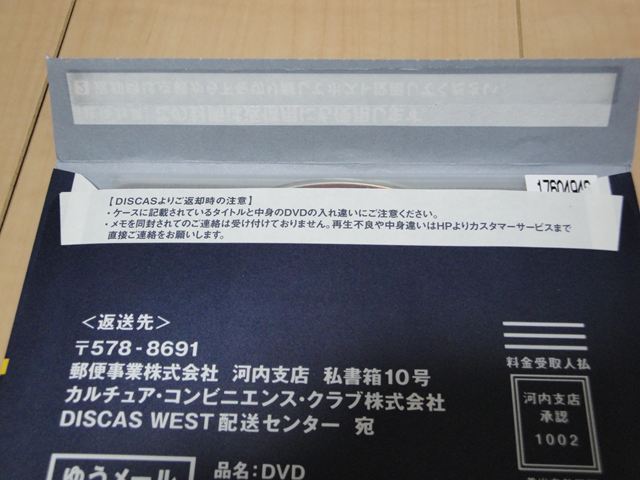 17604948
【DISCASよりご返却時の注意】
・ケースに記載されているタイトルと中身のDVDの入れ違いにご注意ください。
・メモを同封されてのご連絡は受け付けておりません。再生不良や中身違いはHPよりカスタマーサービスまで
直接ご連絡をお願いします。
<返送先>
〒578-8691
郵便事業株式会社 河内支店 私書箱10号
カルチュア・コンビニエンス・クラブ株式会社
DISCAS WEST 配送センター 宛
料金受取人払
河内支店
承認
1002
ゆうメール
品名:DVD